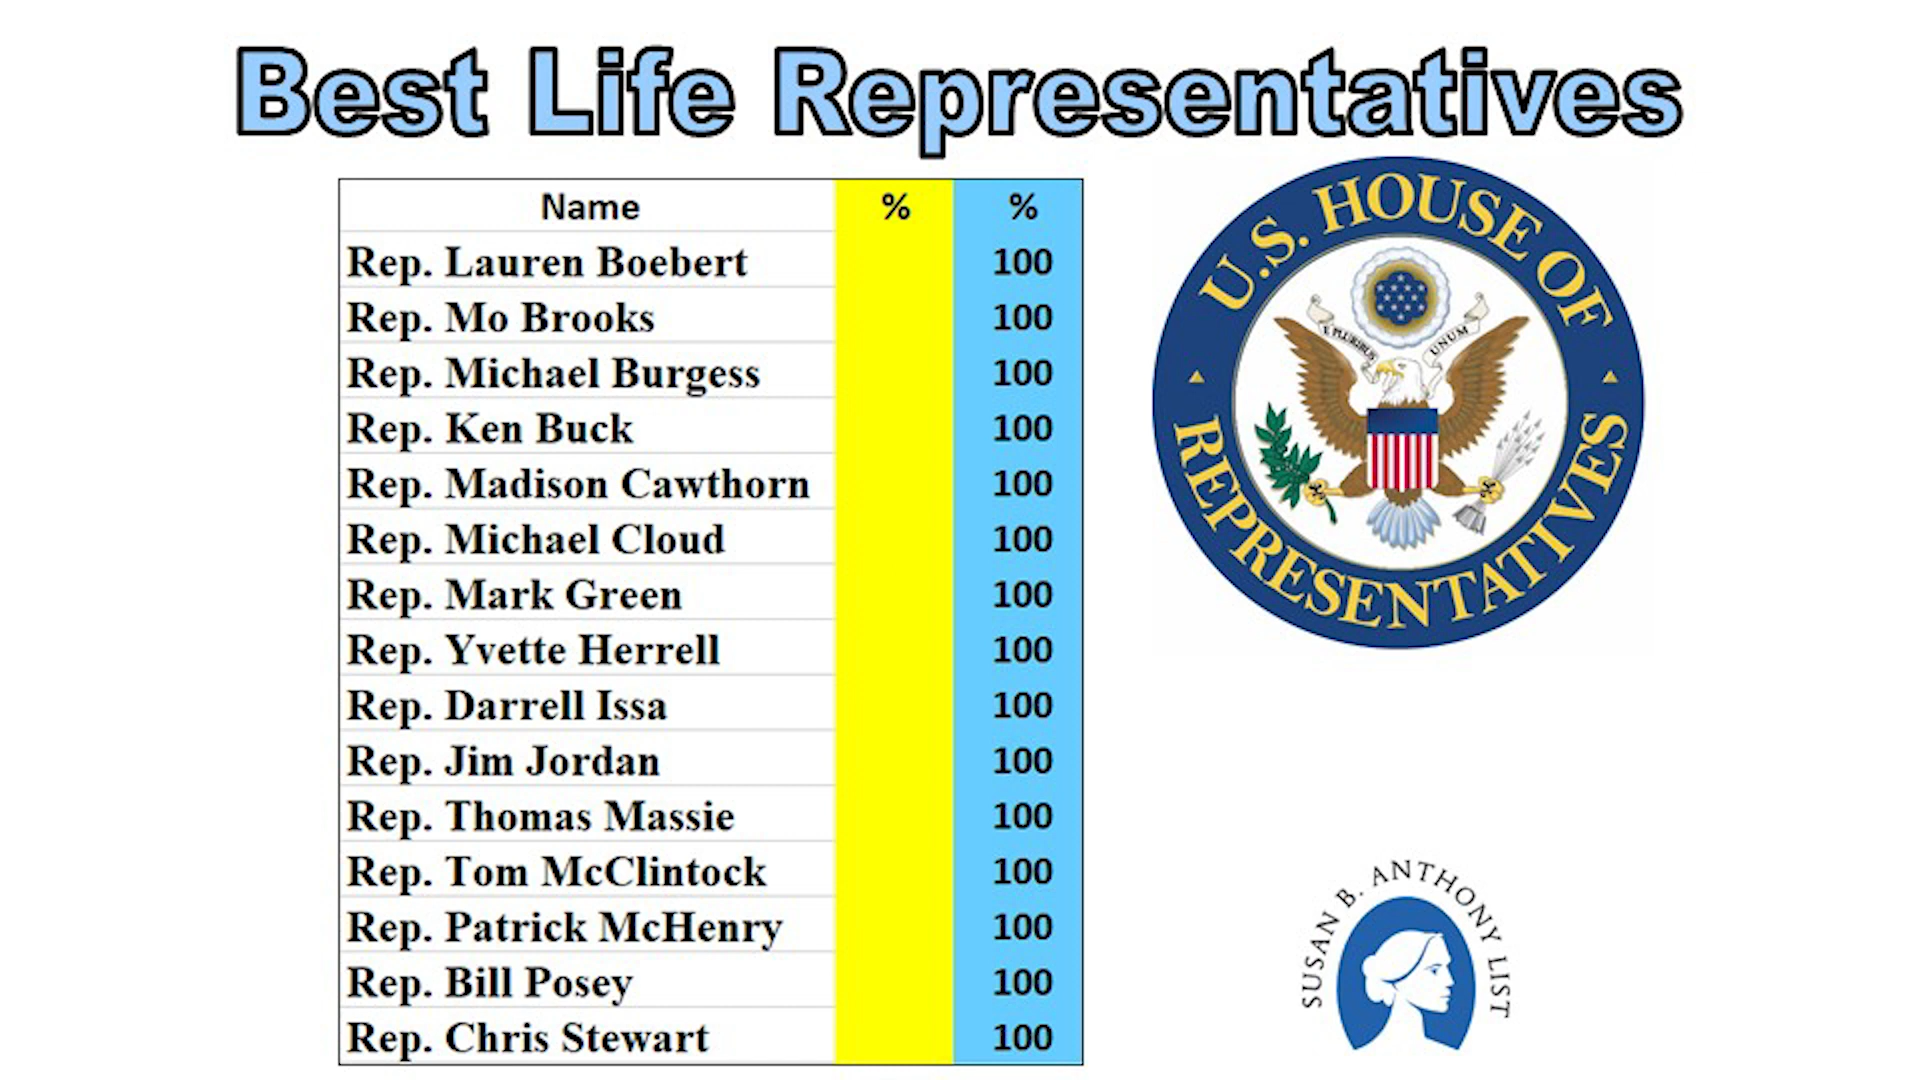 Best Life Representatives
Name % %
Rep. Lauren Boebert 100
Rep. Mo Brooks 100
Rep. Michael Burgess 100
Rep. Ken Buck 100
Rep. Madison Cawthorn 100
Rep. Michael Cloud 100
Rep. Mark Green 100
Rep. Yvette Herrell 100
Rep. Darrell Issa 100
Rep. Jim Jordan 100
Rep. Thomas Massie 100
Rep. Tom McClintock 100
Rep. Patrick McHenry 100
Rep. Bill Posey 100
Rep. Chris Stewart 100
U.S. HOUSE OF
REPRESENTATIVES
E PLURIBUS UNUM
SUSAN B. ANTHONY LIST